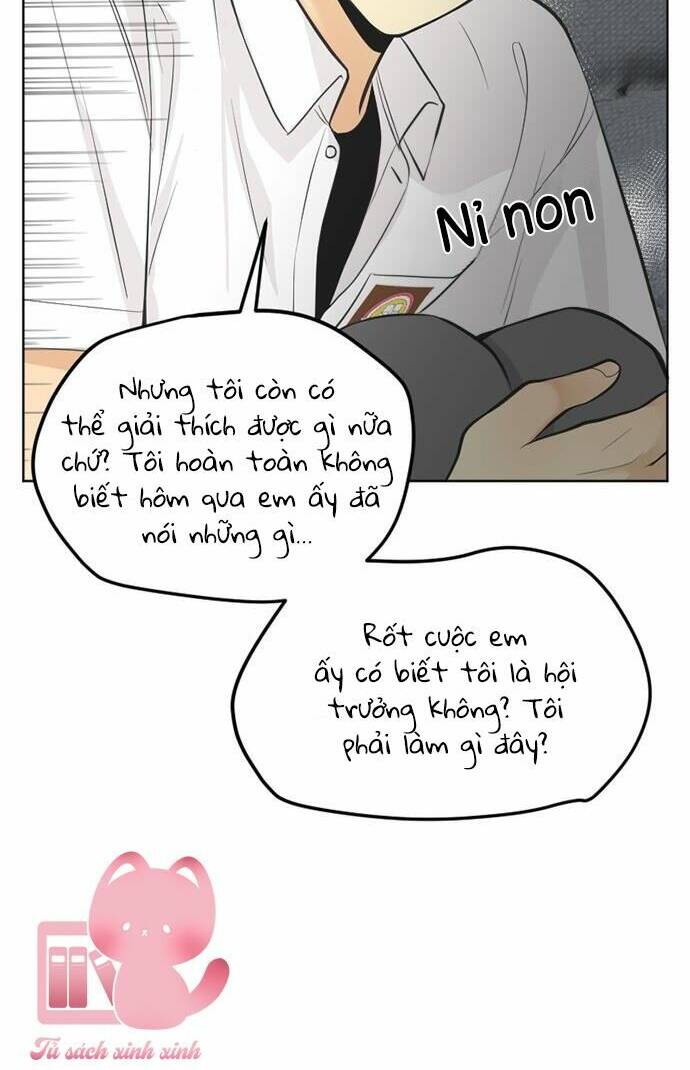 Nỉ non
Nhưng tôi còn có
thể giải thích được gì nữa
chứ? Tôi hoàn toàn không
biết hôm qua em ấy đã
nói những gì...
Rốt cuộc em
ấy có biết tôi là hội
trưởng không? Tôi
phải làm gì đây?
Tủ sách xinh xinh